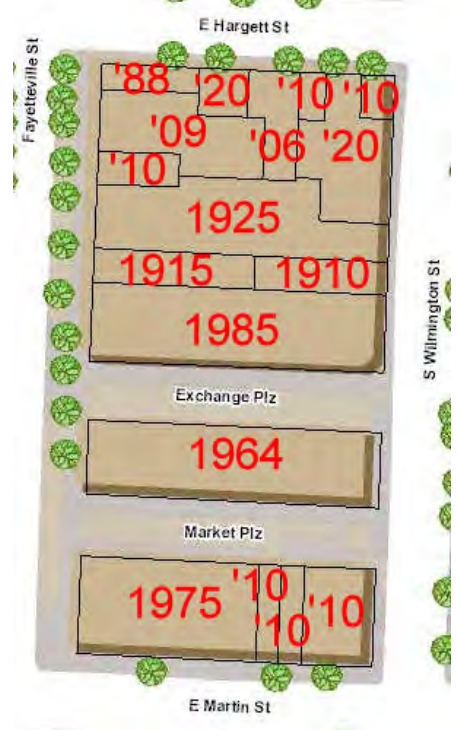 E Hargett St
Fayetteville St
'88
'20
'10
'10
'09
'06
'20
'10
1925
1915
1910
1985
S Wilmington St
Exchange Plz
1964
Market Plz
1975
'10
'10
'10
E Martin St